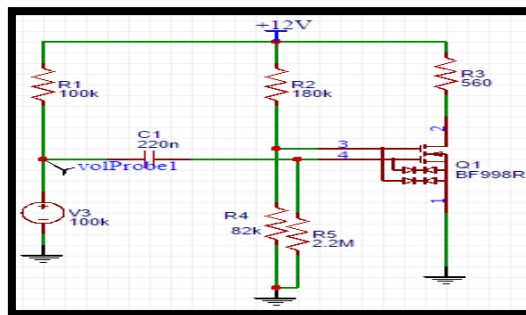 +12V
R1
100k
R2
180k
R3
560
C1
220n
3
4
2
1
volProbe1
Q1
BF998R
V3
100k
R4
82k
R5
2.2M